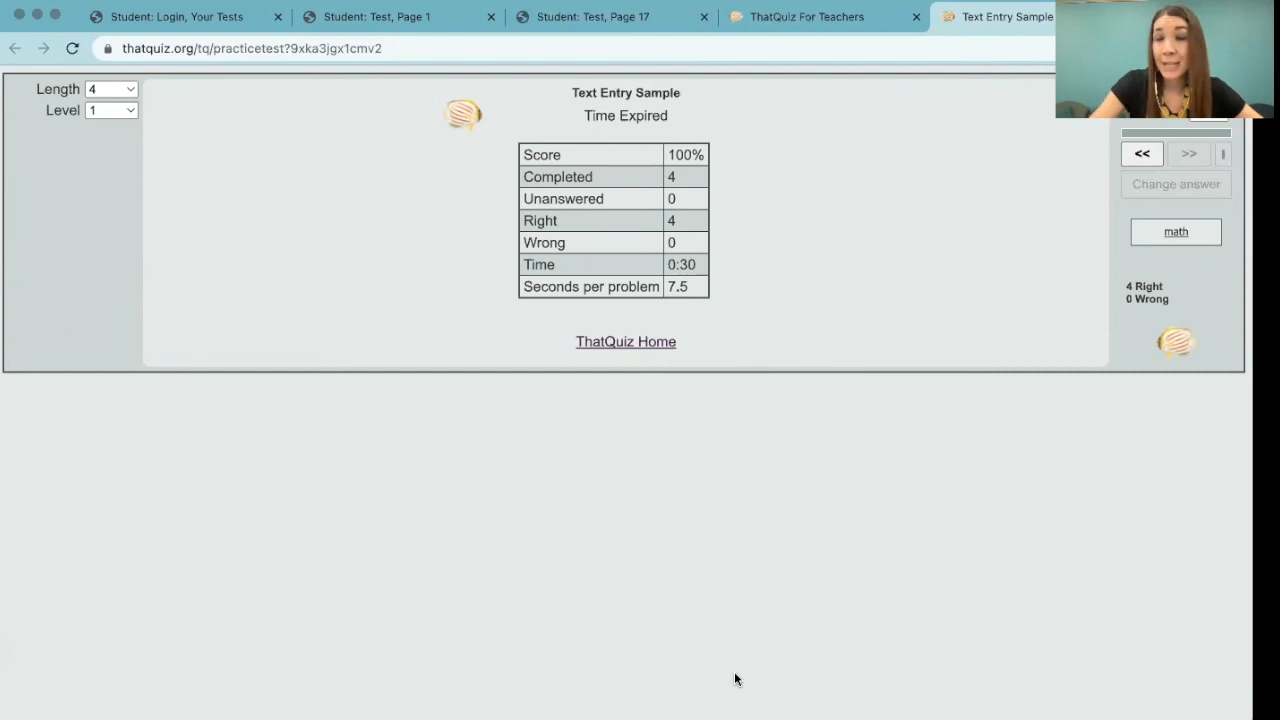 Student: Login, Your Tests
Student: Test, Page 1
Student: Test, Page 17
ThatQuiz For Teachers
Text Entry Sample
thatquiz.org/tq/practicetest?9xka3jgx1cmv2
Length 4
Level 1
Text Entry Sample
Time Expired
Score 100%
Completed 4
Unanswered 0
Right 4
Wrong 0
Time 0:30
Seconds per problem 7.5
ThatQuiz Home
<< >>
Change answer
math
4 Right
0 Wrong